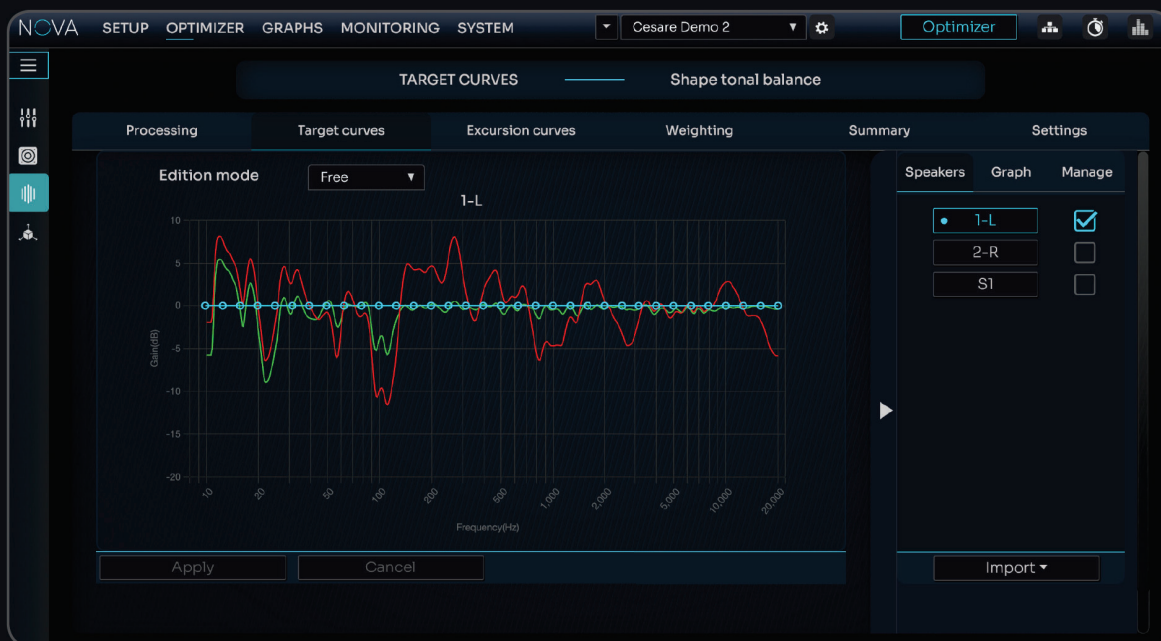 NOVA SETUP OPTIMIZER GRAPHS MONITORING SYSTEM Cesare Demo 2 Optimizer
TARGET CURVES Shape tonal balance
Processing Target curves Excursion curves Weighting Summary Settings
Edition mode Free
Speakers Graph Manage
1-L
1-L
2-R
S1
10
5
0
-5
-10
-15
-20
Gain(dB)
10 20 50 100 200 500 1,000 2,000 5,000 10,000 20,000
Frequency(Hz)
Apply Cancel
Import